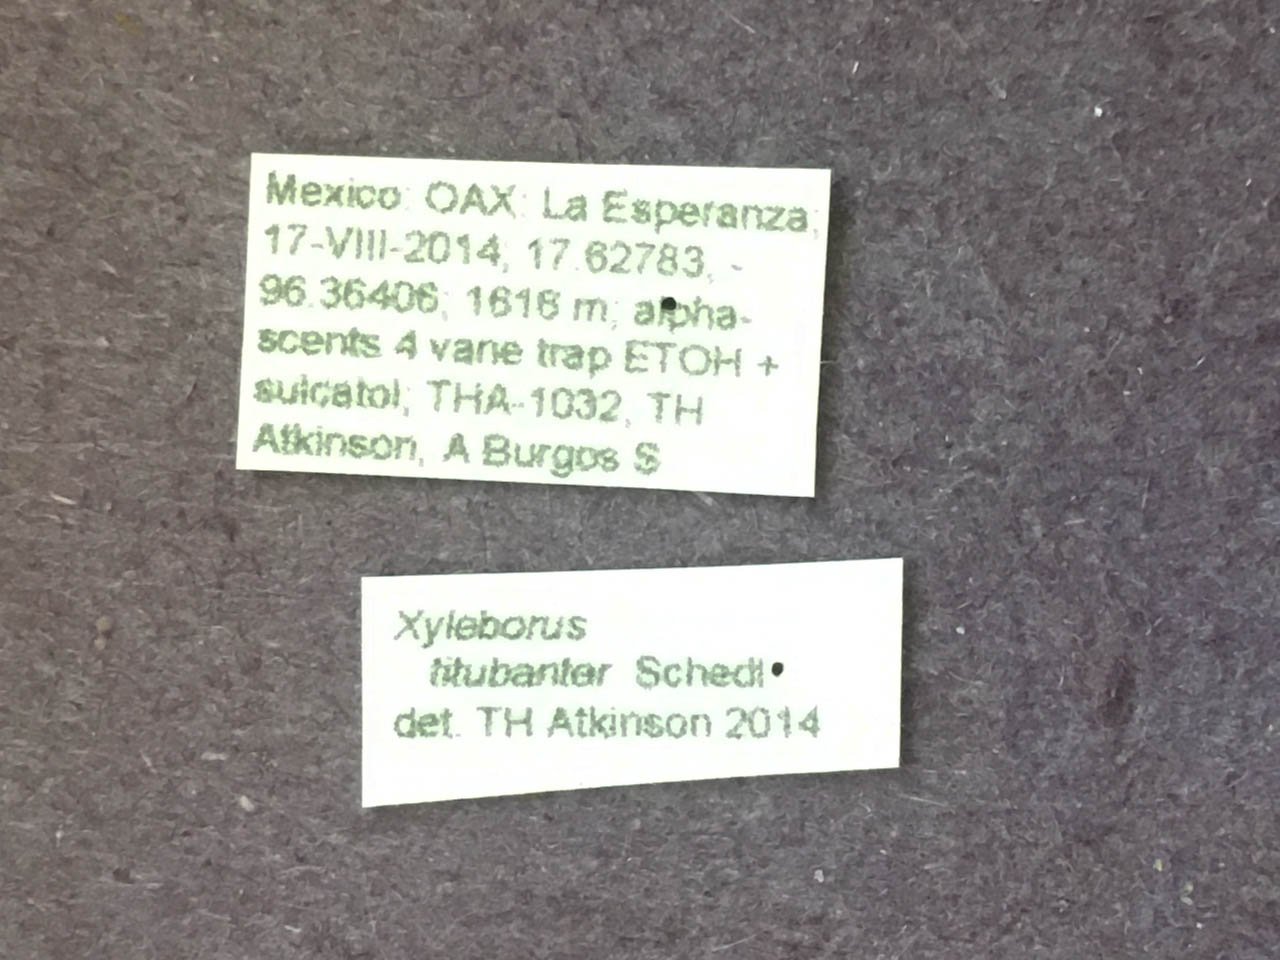 Mexico: OAX: La Esperanza;
17-VIII-2014; 17.62783, -
96.36406; 1616 m; alpha-
scents 4 vane trap ETOH +
sulcatol; THA-1032, TH
Atkinson, A Burgos S
Xyleborus
titubanter Schedl
det. TH Atkinson 2014